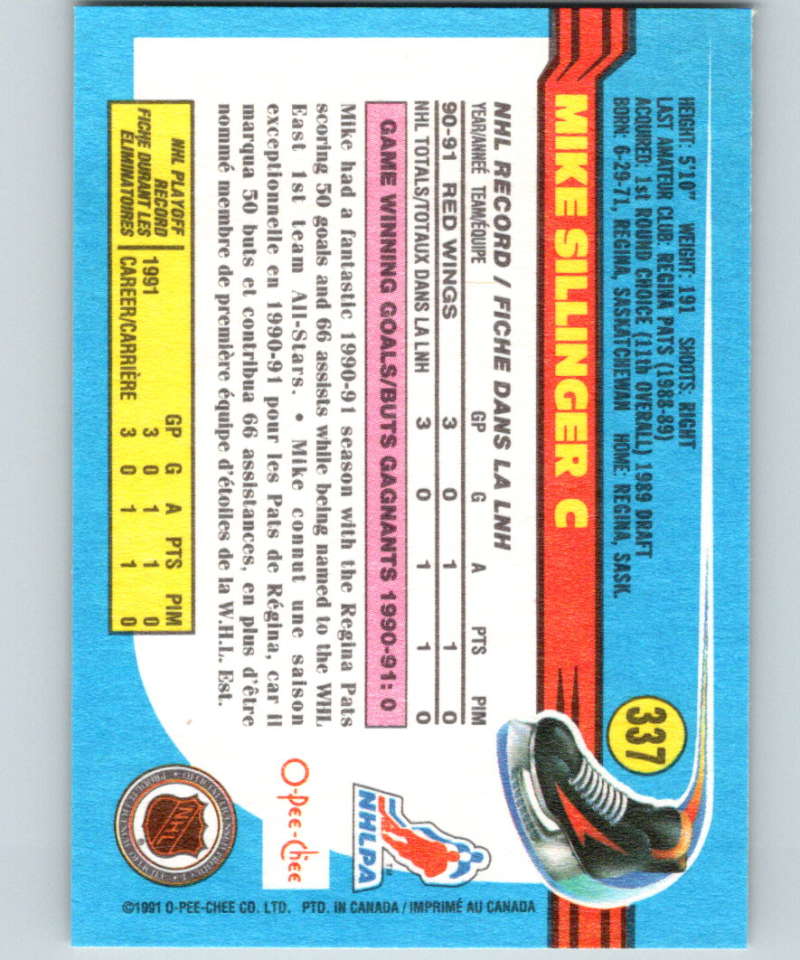 337
HEIGHT: 5'10" WEIGHT: 191 SHOOTS: RIGHT
LAST AMATEUR CLUB: REGINA PATS (1988-89)
ACQUIRED: 1st ROUND CHOICE (11th OVERALL) 1989 DRAFT
BORN: 6-29-71, REGINA, SASKATCHEWAN HOME: REGINA, SASK.
MIKE SILLINGER C
NHL RECORD / FICHE DANS LA LNH
YEAR/ANNÉE TEAM/ÉQUIPE GP G A PTS PIM
90-91 RED WINGS 3 0 1 1 0
NHL TOTALS/TOTAUX DANS LA LNH 3 0 1 1 0
GAME WINNING GOALS/BUTS GAGNANTS 1990-91: 0
Mike had a fantastic 1990-91 season with the Regina Pats
scoring 50 goals and 66 assists while being named to the WHL
East 1st team All-Stars. • Mike connut une saison
exceptionnelle en 1990-91 pour les Pats de Régina, car il
marqua 50 buts et contribua 66 assistances, en plus d'être
nommé membre de première équipe d'étoiles de la W.H.L. Est.
NHL PLAYOFF
RECORD
FICHE DURANT LES
ÉLIMINATOIRES
GP G A PTS PIM
1991 3 0 1 1 0
CAREER/CARRIÈRE 3 0 1 1 0
NHLPA
TM
O-Pee-Chee
NHL
©1991 O-PEE-CHEE CO. LTD. PTD. IN CANADA / IMPRIMÉ AU CANADA